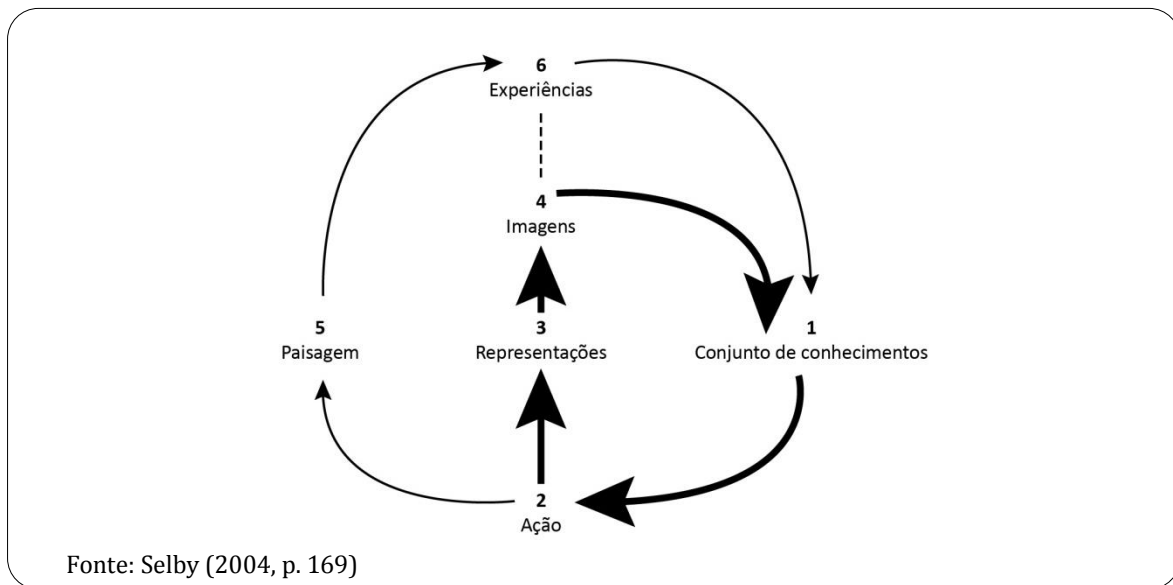 6
Experiências
4
Imagens
5
Paisagem
3
Representações
1
Conjunto de conhecimentos
2
Ação
Fonte: Selby (2004, p. 169)